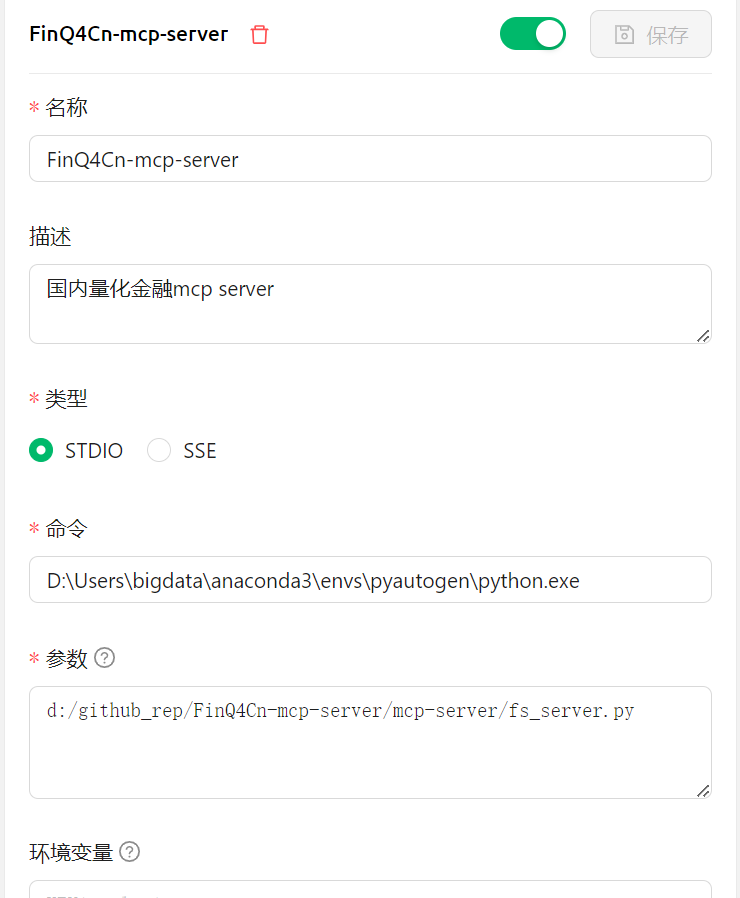 FinQ4Cn-mcp-server
保存
* 名称
FinQ4Cn-mcp-server
描述
国内量化金融mcp server
* 类型
STDIO SSE
* 命令
D:\Users\bigdata\anaconda3\envs\pyautogen\python.exe
* 参数 ?
d:/github_rep/FinQ4Cn-mcp-server/mcp-server/fs_server.py
环境变量 ?